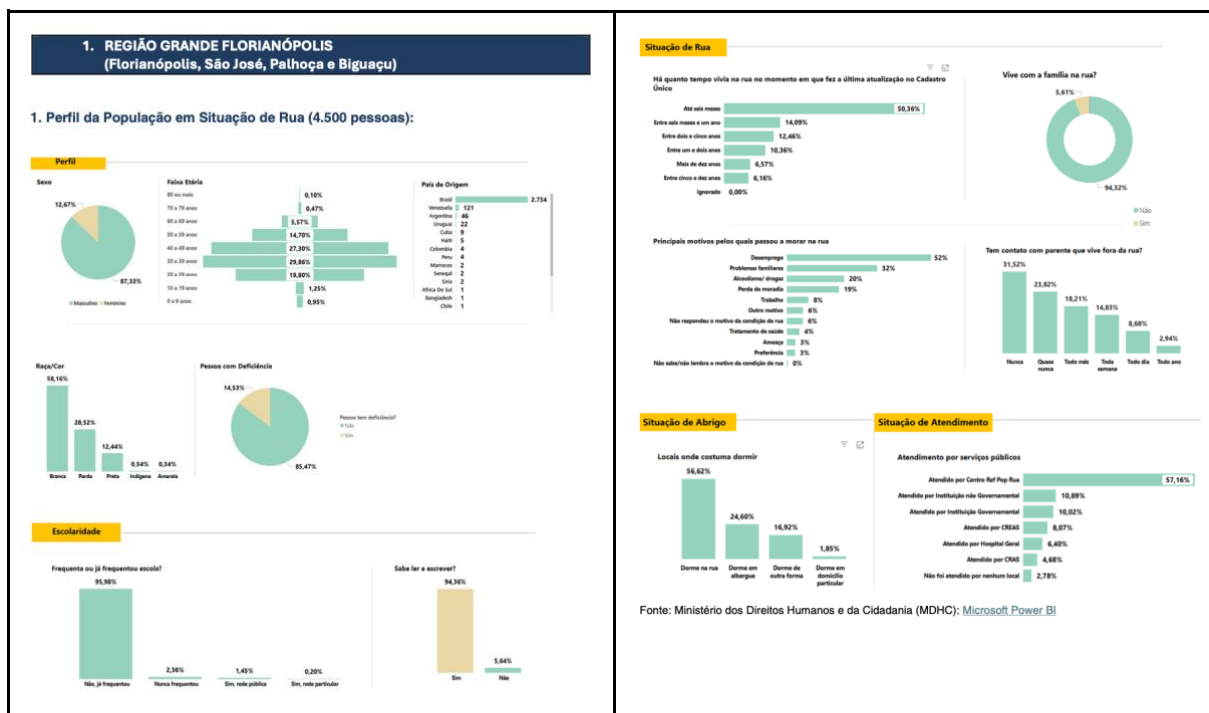 1. REGIÃO GRANDE FLORIANÓPOLIS
(Florianópolis, São José, Palhoça e Biguaçu)
1. Perfil da População em Situação de Rua (4.500 pessoas):
Perfil
Sexo
12,67%
87,33%
Masculino Feminino
Faixa Etária
80 ou mais 0,10%
70 a 79 anos 0,47%
60 a 69 anos 5,57%
50 a 59 anos 14,70%
40 a 49 anos 27,30%
30 a 39 anos 29,86%
20 a 29 anos 19,80%
10 a 19 anos 1,25%
0 a 9 anos 0,95%
País de Origem
Brasil 2.734
Venezuela 121
Argentina 46
Uruguai 22
Cuba 9
Haiti 5
Colombia 4
Peru 4
Marrocos 2
Senegal 2
Siria 2
Africa Do Sul 1
Bangladesh 1
Chile 1
Raça/Cor
58,16%
28,52%
12,44%
0,54%
0,34%
Branca Parda Preta Indígena Amarela
Pessoa com Deficiência
14,53%
85,47%
Pessoa tem deficiência?
Não
Sim
Escolaridade
Frequenta ou já frequentou escola?
95,98%
2,36%
1,45%
0,20%
Não, já frequentou Nunca frequentou Sim, rede pública Sim, rede particular
Sabe ler e escrever?
94,36%
5,64%
Sim Não
Situação de Rua
Há quanto tempo vivia na rua no momento em que fez a última atualização no Cadastro
Único
Até seis meses 50,36%
Entre seis meses e um ano 14,09%
Entre dois e cinco anos 12,46%
Entre um e dois anos 10,36%
Mais de dez anos 6,57%
Entre cinco e dez anos 6,16%
Ignorado 0,00%
Vive com a família na rua?
5,61%
94,32%
Não
Sim
Principais motivos pelos quais passou a morar na rua
Desemprego 52%
Problemas familiares 32%
Alcoolismo/ drogas 20%
Perda de moradia 19%
Trabalho 8%
Outro motivo 6%
Não respondeu o motivo da condição de rua 6%
Tratamento de saúde 4%
Ameaça 3%
Preferência 3%
Não sabe/não lembra o motivo da condição de rua 0%
Tem contato com parente que vive fora da rua?
31,52%
23,82%
18,21%
14,83%
8,68%
2,94%
Nunca Quase nunca Todo mês Toda semana Todo dia Todo ano
Situação de Abrigo
Locais onde costuma dormir
56,62%
24,60%
16,92%
1,85%
Dorme na rua Dorme em albergue Dorme de outra forma Dorme em domicílio particular
Situação de Atendimento
Atendimento por serviços públicos
Atendido por Centro Ref Pop Rua 57,16%
Atendido por Instituição não Governamental 10,89%
Atendido por Instituição Governamental 10,02%
Atendido por CREAS 8,07%
Atendido por Hospital Geral 6,40%
Atendido por CRAS 4,68%
Não foi atendido por nenhum local 2,78%
Fonte: Ministério dos Direitos Humanos e da Cidadania (MDHC): Microsoft Power BI